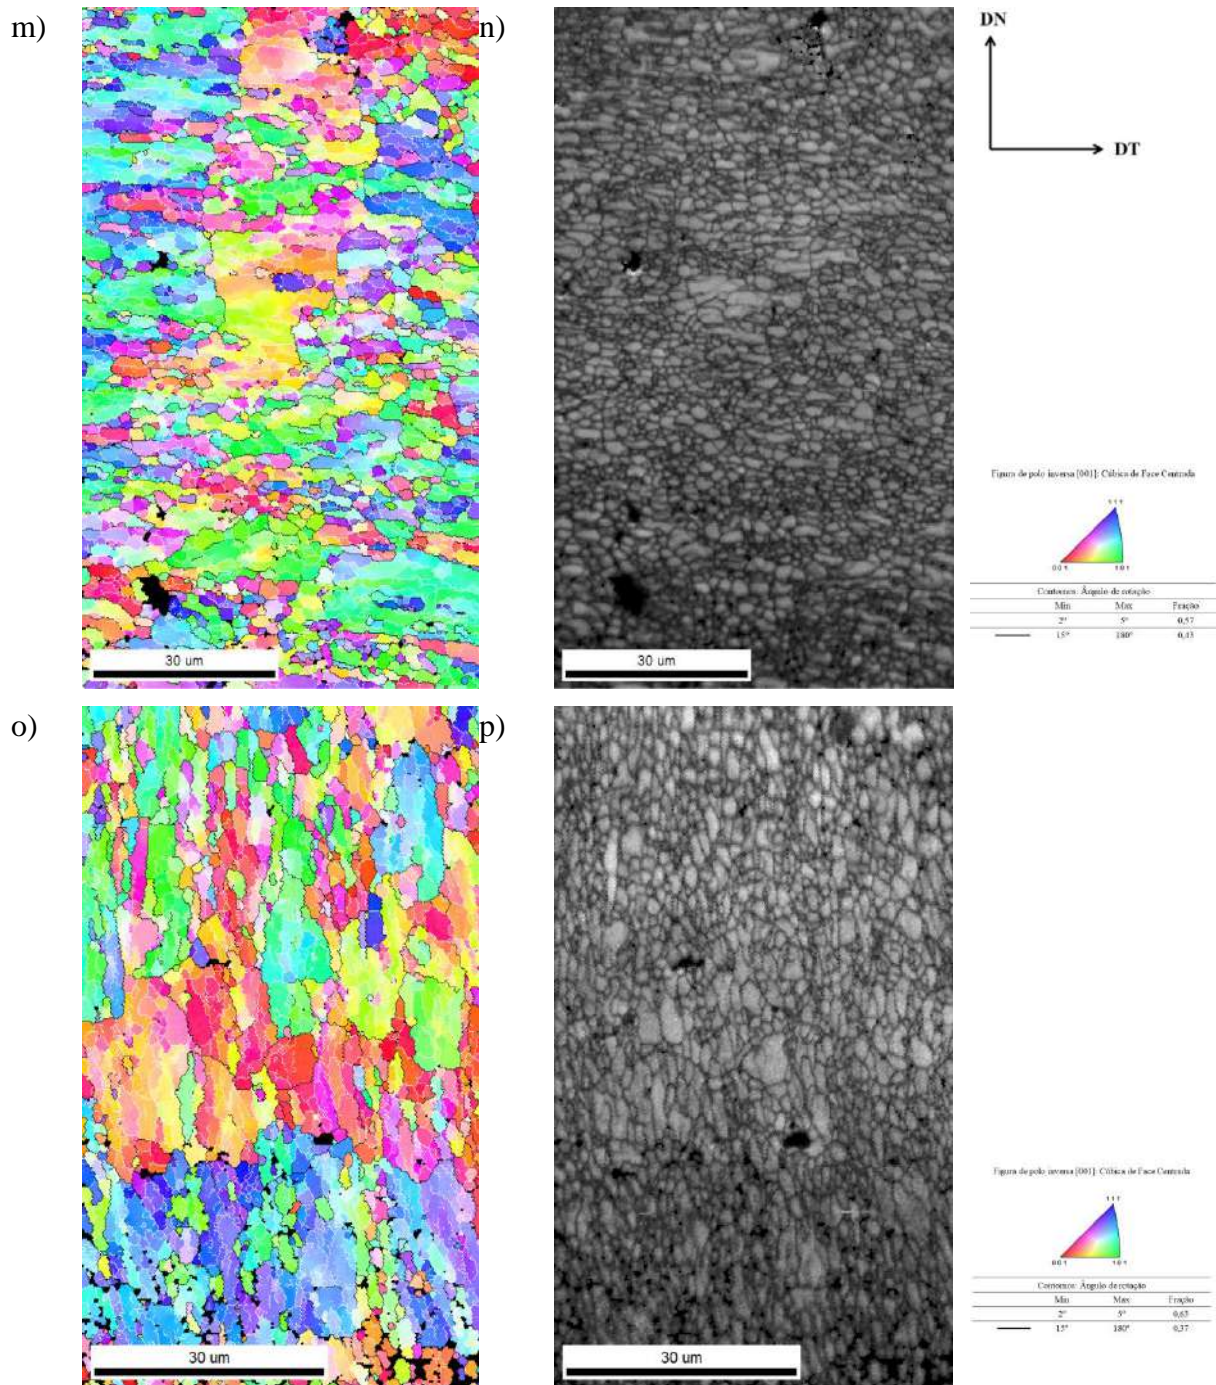 m)
n)
DN
DT
Figura de polo inversa [001]: Cúbica de Face Centrada
111
001 101
Contornos: Ângulo de rotação
Min Max Fração
2° 5° 0,57
15° 180° 0,43
30 um
30 um
o)
p)
Figura de polo inversa [001]: Cúbica de Face Centrada
111
001 101
Contornos: Ângulo de rotação
Min Max Fração
2° 5° 0,63
15° 180° 0,37
30 um
30 um